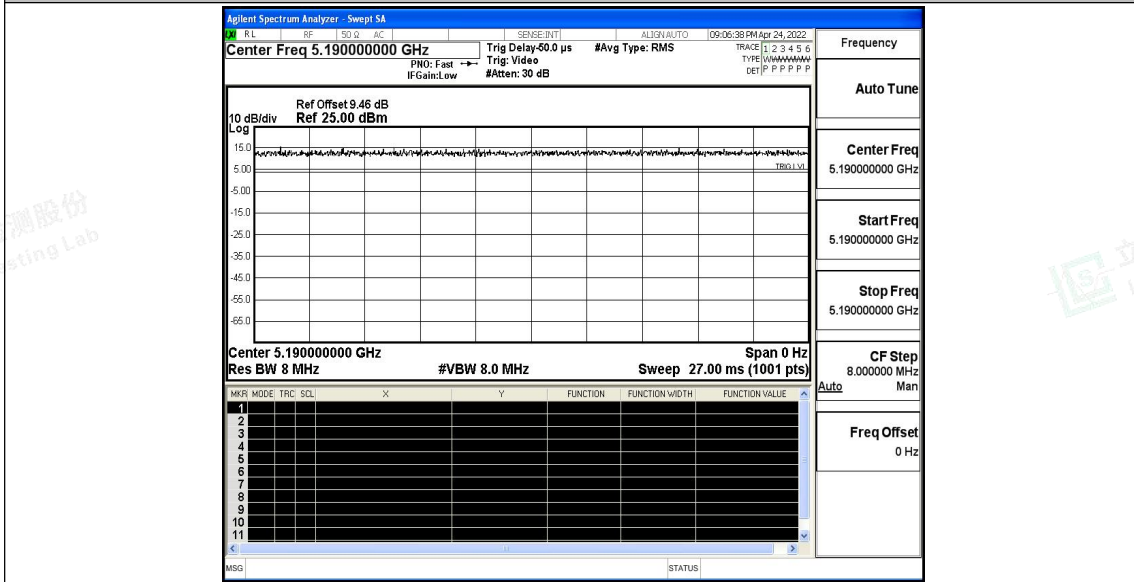 Agilent Spectrum Analyzer - Swept SA
RL RF 50 Ω AC SENSE:INT ALIGN AUTO 09:06:38 PM Apr 24, 2022
Center Freq 5.190000000 GHz
PNO: Fast
IFGain:Low
Trig Delay-50.0 µs
Trig: Video
#Atten: 30 dB
#Avg Type: RMS
TRACE 1 2 3 4 5 6
TYPE WWWWWW
DET P P P P P P
Ref Offset 9.46 dB
10 dB/div Ref 25.00 dBm
Log
15.0
5.00
TRIG LVL
-5.00
-15.0
-25.0
-35.0
-45.0
-55.0
-65.0
Center 5.190000000 GHz Span 0 Hz
Res BW 8 MHz #VBW 8.0 MHz Sweep 27.00 ms (1001 pts)
MKR MODE TRC SCL X Y FUNCTION FUNCTION WIDTH FUNCTION VALUE
1
2
3
4
5
6
7
8
9
10
11
MSG STATUS
Frequency
Auto Tune
Center Freq
5.190000000 GHz
Start Freq
5.190000000 GHz
Stop Freq
5.190000000 GHz
CF Step
8.000000 MHz
Auto Man
Freq Offset
0 Hz
测股份
esting Lab
立